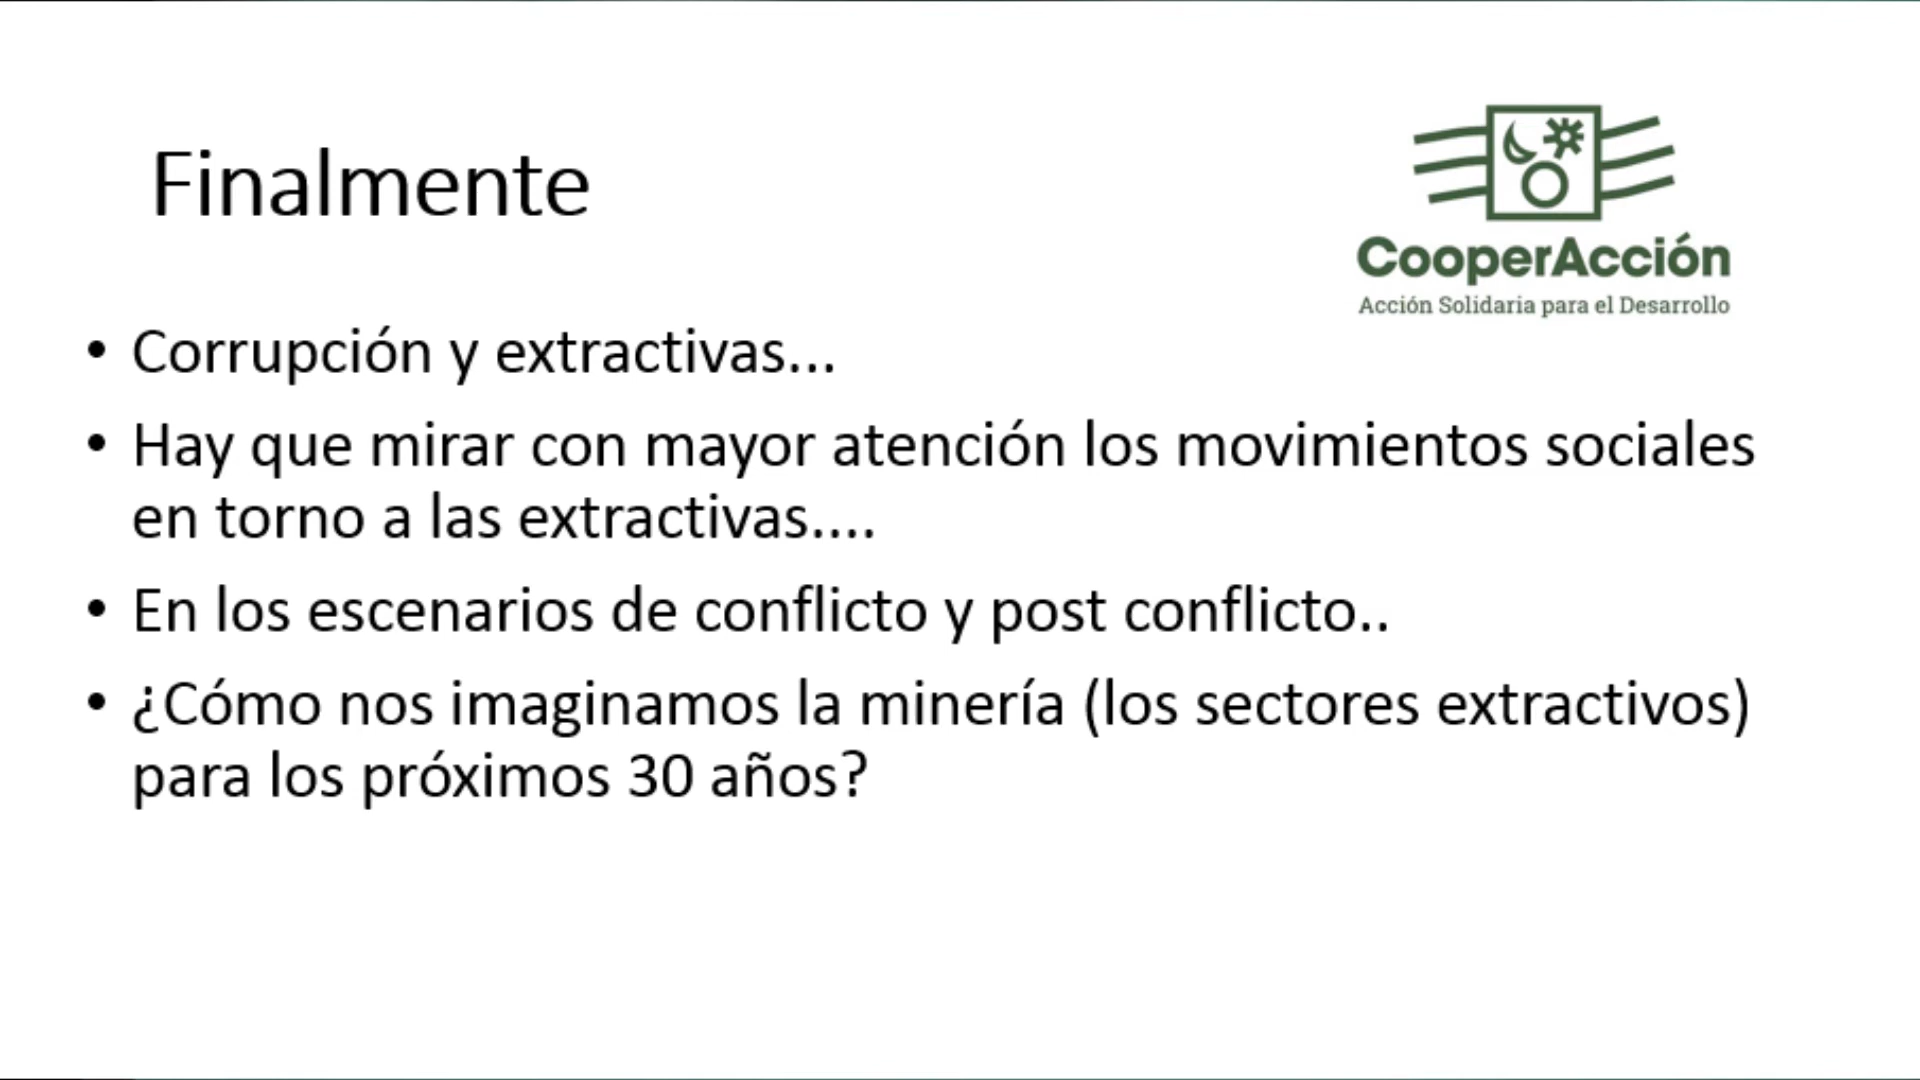 Finalmente
CooperAcción
Acción Solidaria para el Desarrollo
• Corrupción y extractivas...
• Hay que mirar con mayor atención los movimientos sociales
en torno a las extractivas....
• En los escenarios de conflicto y post conflicto..
• ¿Cómo nos imaginamos la minería (los sectores extractivos)
para los próximos 30 años?